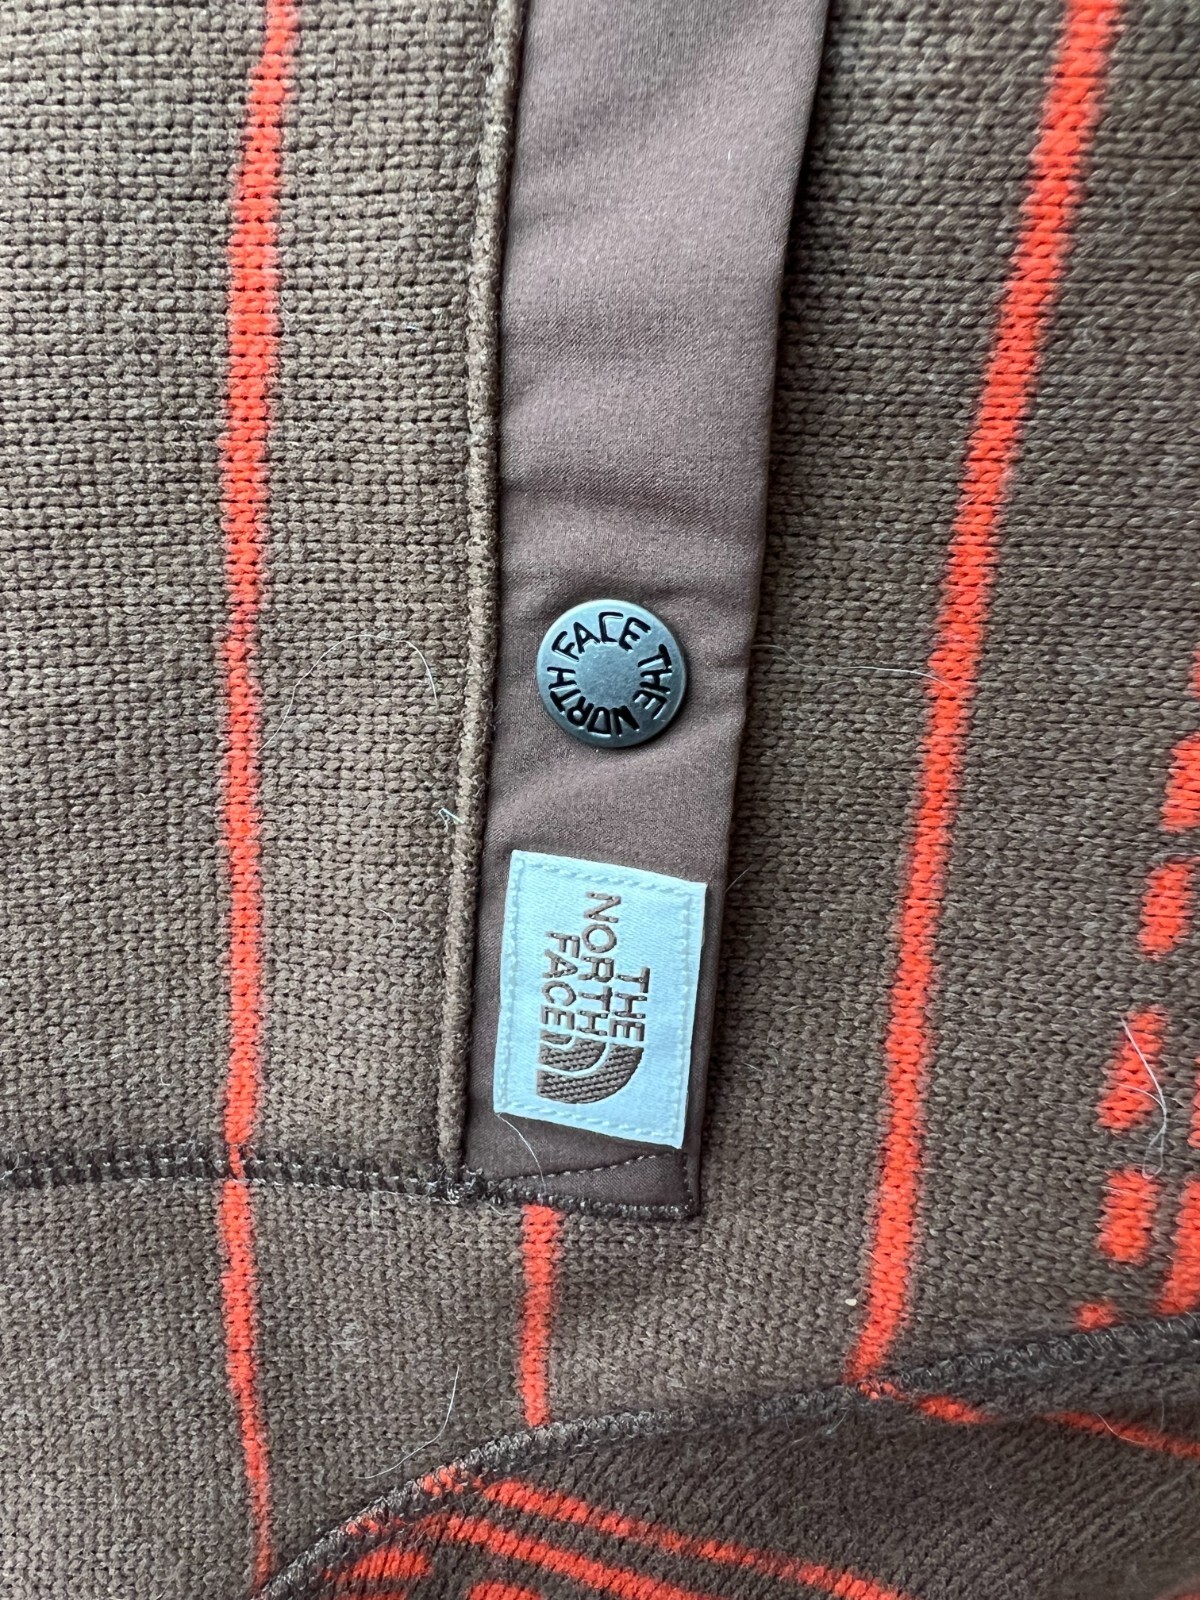 THE NORTH FACE
THE
NORTH
FACE